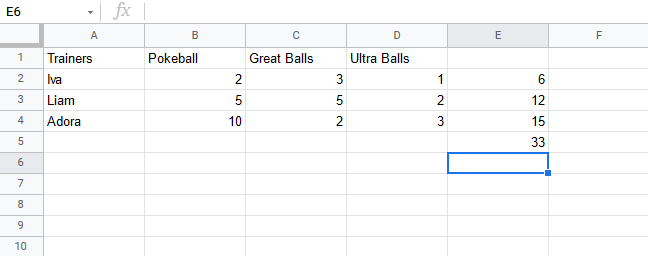 E6 fx
A B C D E F
1 Trainers Pokeball Great Balls Ultra Balls
2 Iva 2 3 1 6
3 Liam 5 5 2 12
4 Adora 10 2 3 15
5 33
6
7
8
9
10